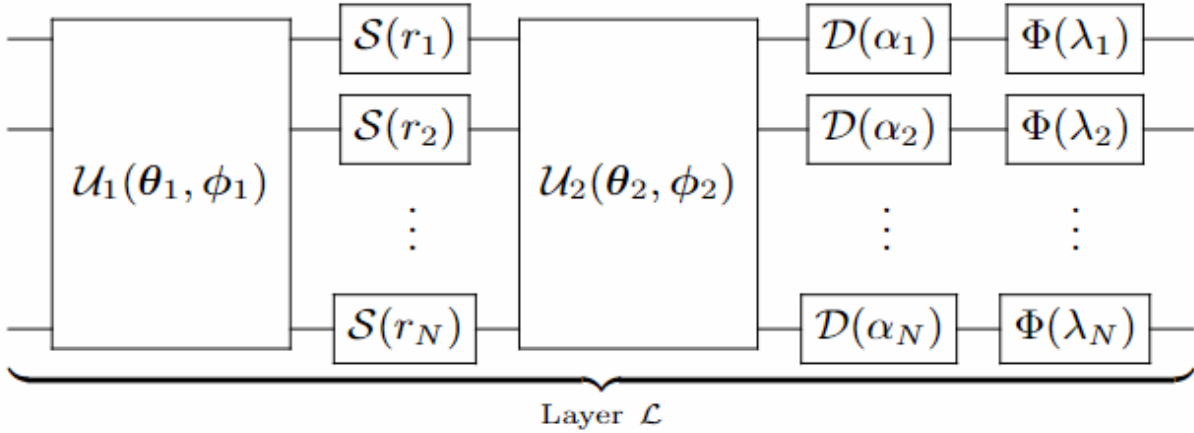 S(r₁) D(α₁) Φ(λ₁)
S(r₂) D(α₂) Φ(λ₂)
U₁(θ₁, ϕ₁) U₂(θ₂, ϕ₂)
⋮ ⋮ ⋮
S(r_N) D(α_N) Φ(λ_N)
Layer L